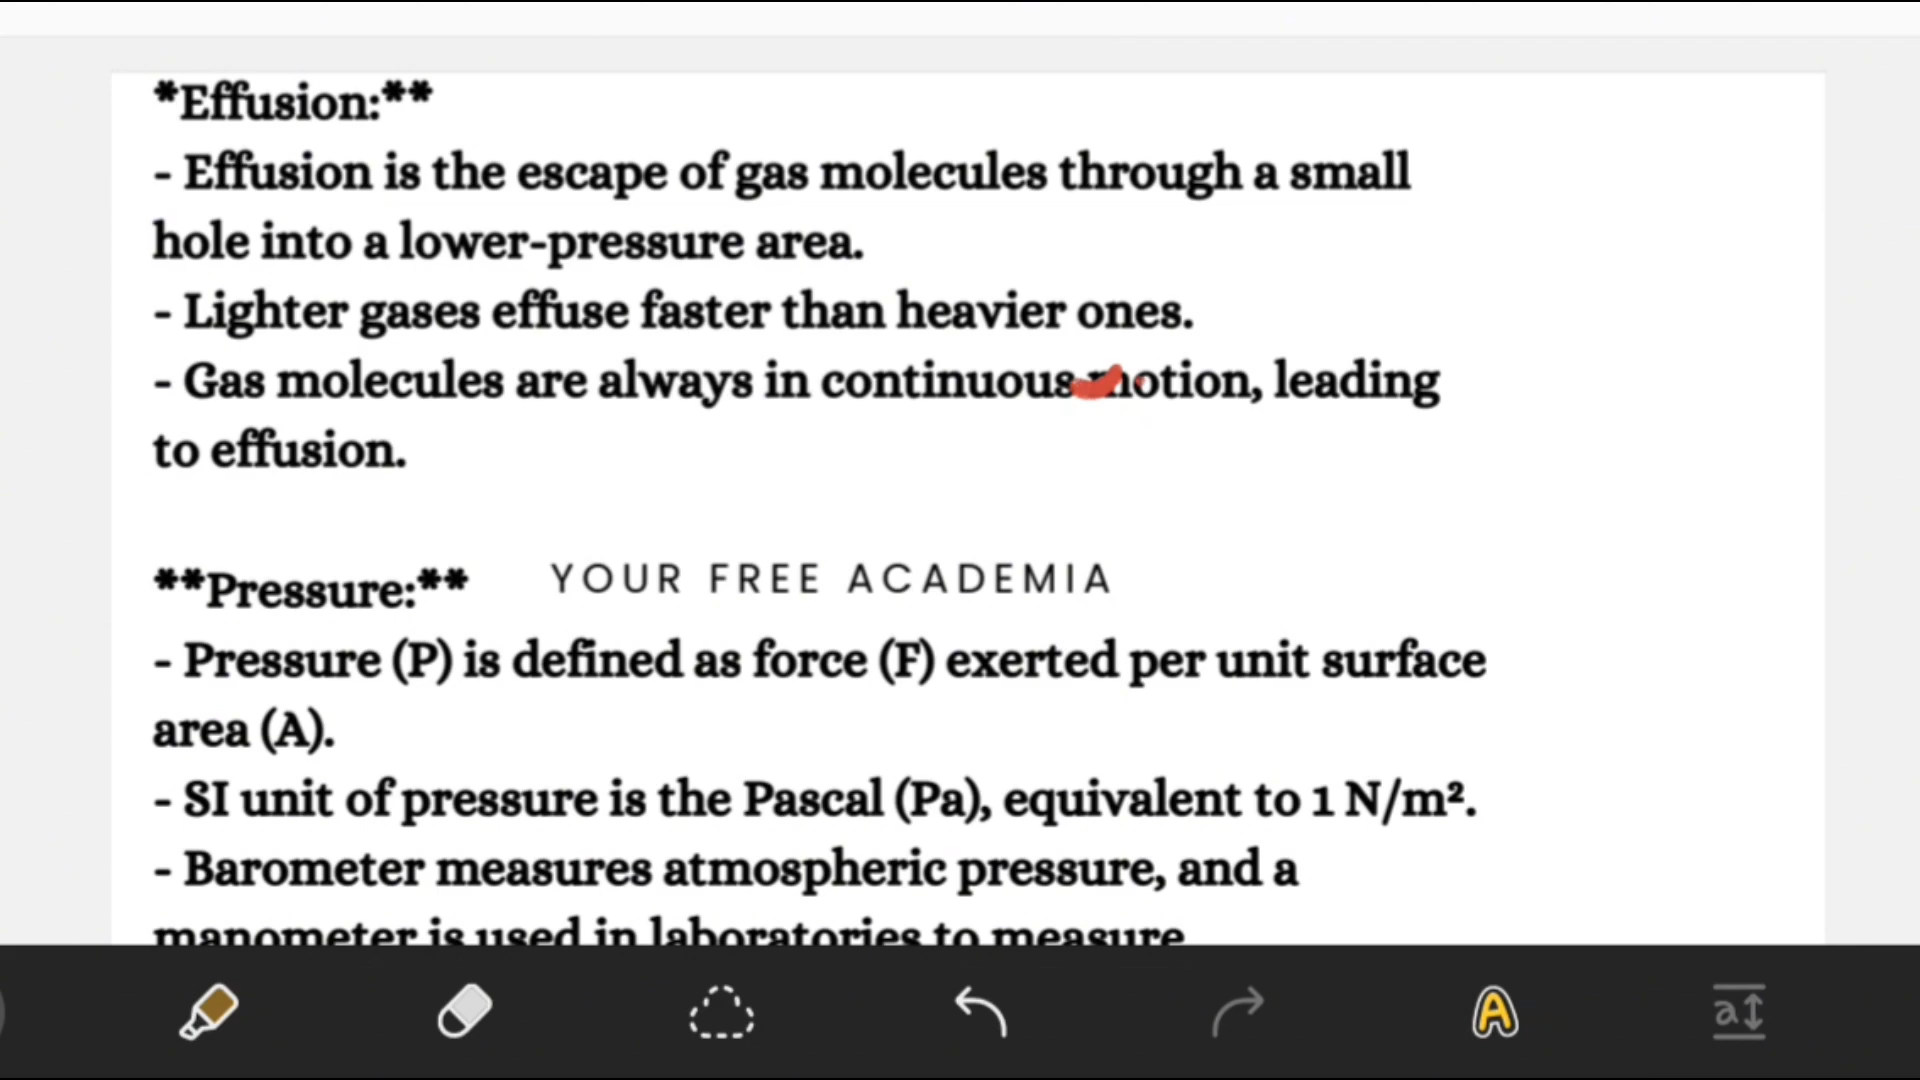 *Effusion:**
- Effusion is the escape of gas molecules through a small
hole into a lower-pressure area.
- Lighter gases effuse faster than heavier ones.
- Gas molecules are always in continuous motion, leading
to effusion.
**Pressure:**
YOUR FREE ACADEMIA
- Pressure (P) is defined as force (F) exerted per unit surface
area (A).
- SI unit of pressure is the Pascal (Pa), equivalent to 1 N/m².
- Barometer measures atmospheric pressure, and a
manometer is used in laboratories to measure
A
a